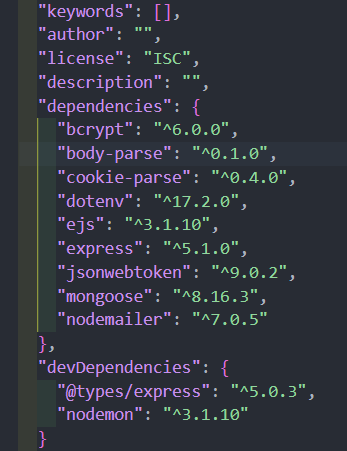 "keywords": [],
"author": "",
"license": "ISC",
"description": "",
"dependencies": {
"bcrypt": "^6.0.0",
"body-parse": "^0.1.0",
"cookie-parse": "^0.4.0",
"dotenv": "^17.2.0",
"ejs": "^3.1.10",
"express": "^5.1.0",
"jsonwebtoken": "^9.0.2",
"mongoose": "^8.16.3",
"nodemailer": "^7.0.5"
},
"devDependencies": {
"@types/express": "^5.0.3",
"nodemon": "^3.1.10"
}